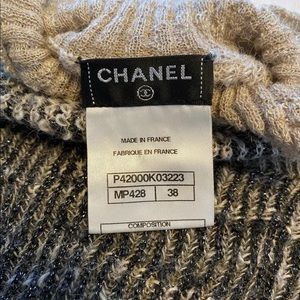 CHANEL
MADE IN FRANCE
FABRIQUE EN FRANCE
P42000K03223
MP428 38
COMPOSITION